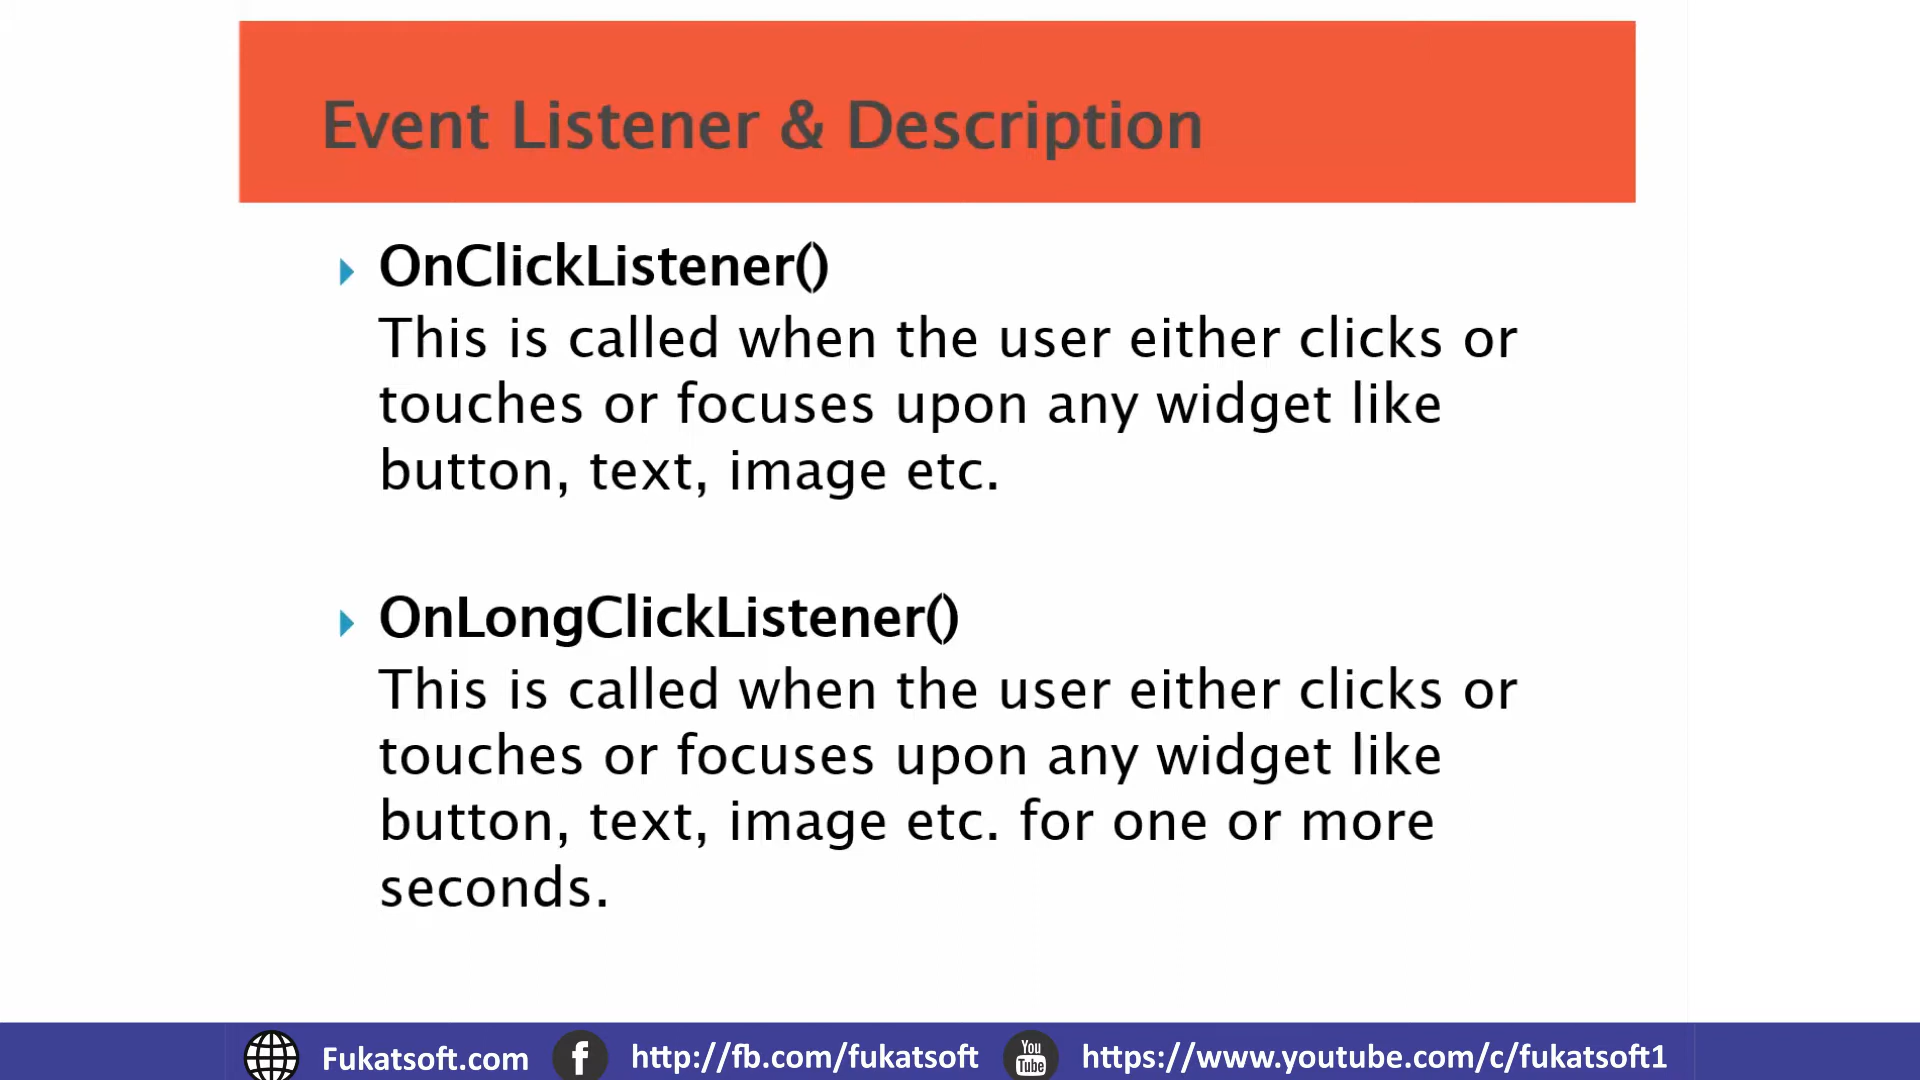 Event Listener & Description
OnClickListener()
This is called when the user either clicks or
touches or focuses upon any widget like
button, text, image etc.
OnLongClickListener()
This is called when the user either clicks or
touches or focuses upon any widget like
button, text, image etc. for one or more
seconds.
Fukatsoft.com f http://fb.com/fukatsoft You Tube https://www.youtube.com/c/fukatsoft1